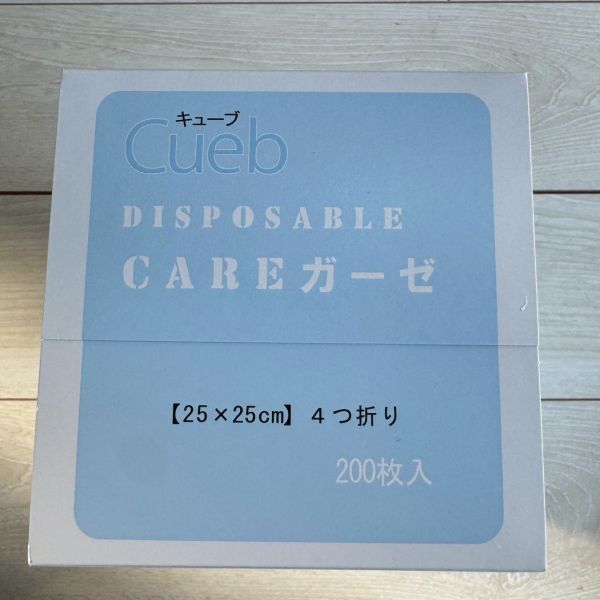 キューブ
Cueb
DISPOSABLE
CAREガーゼ
【25×25cm】４つ折り
200枚入